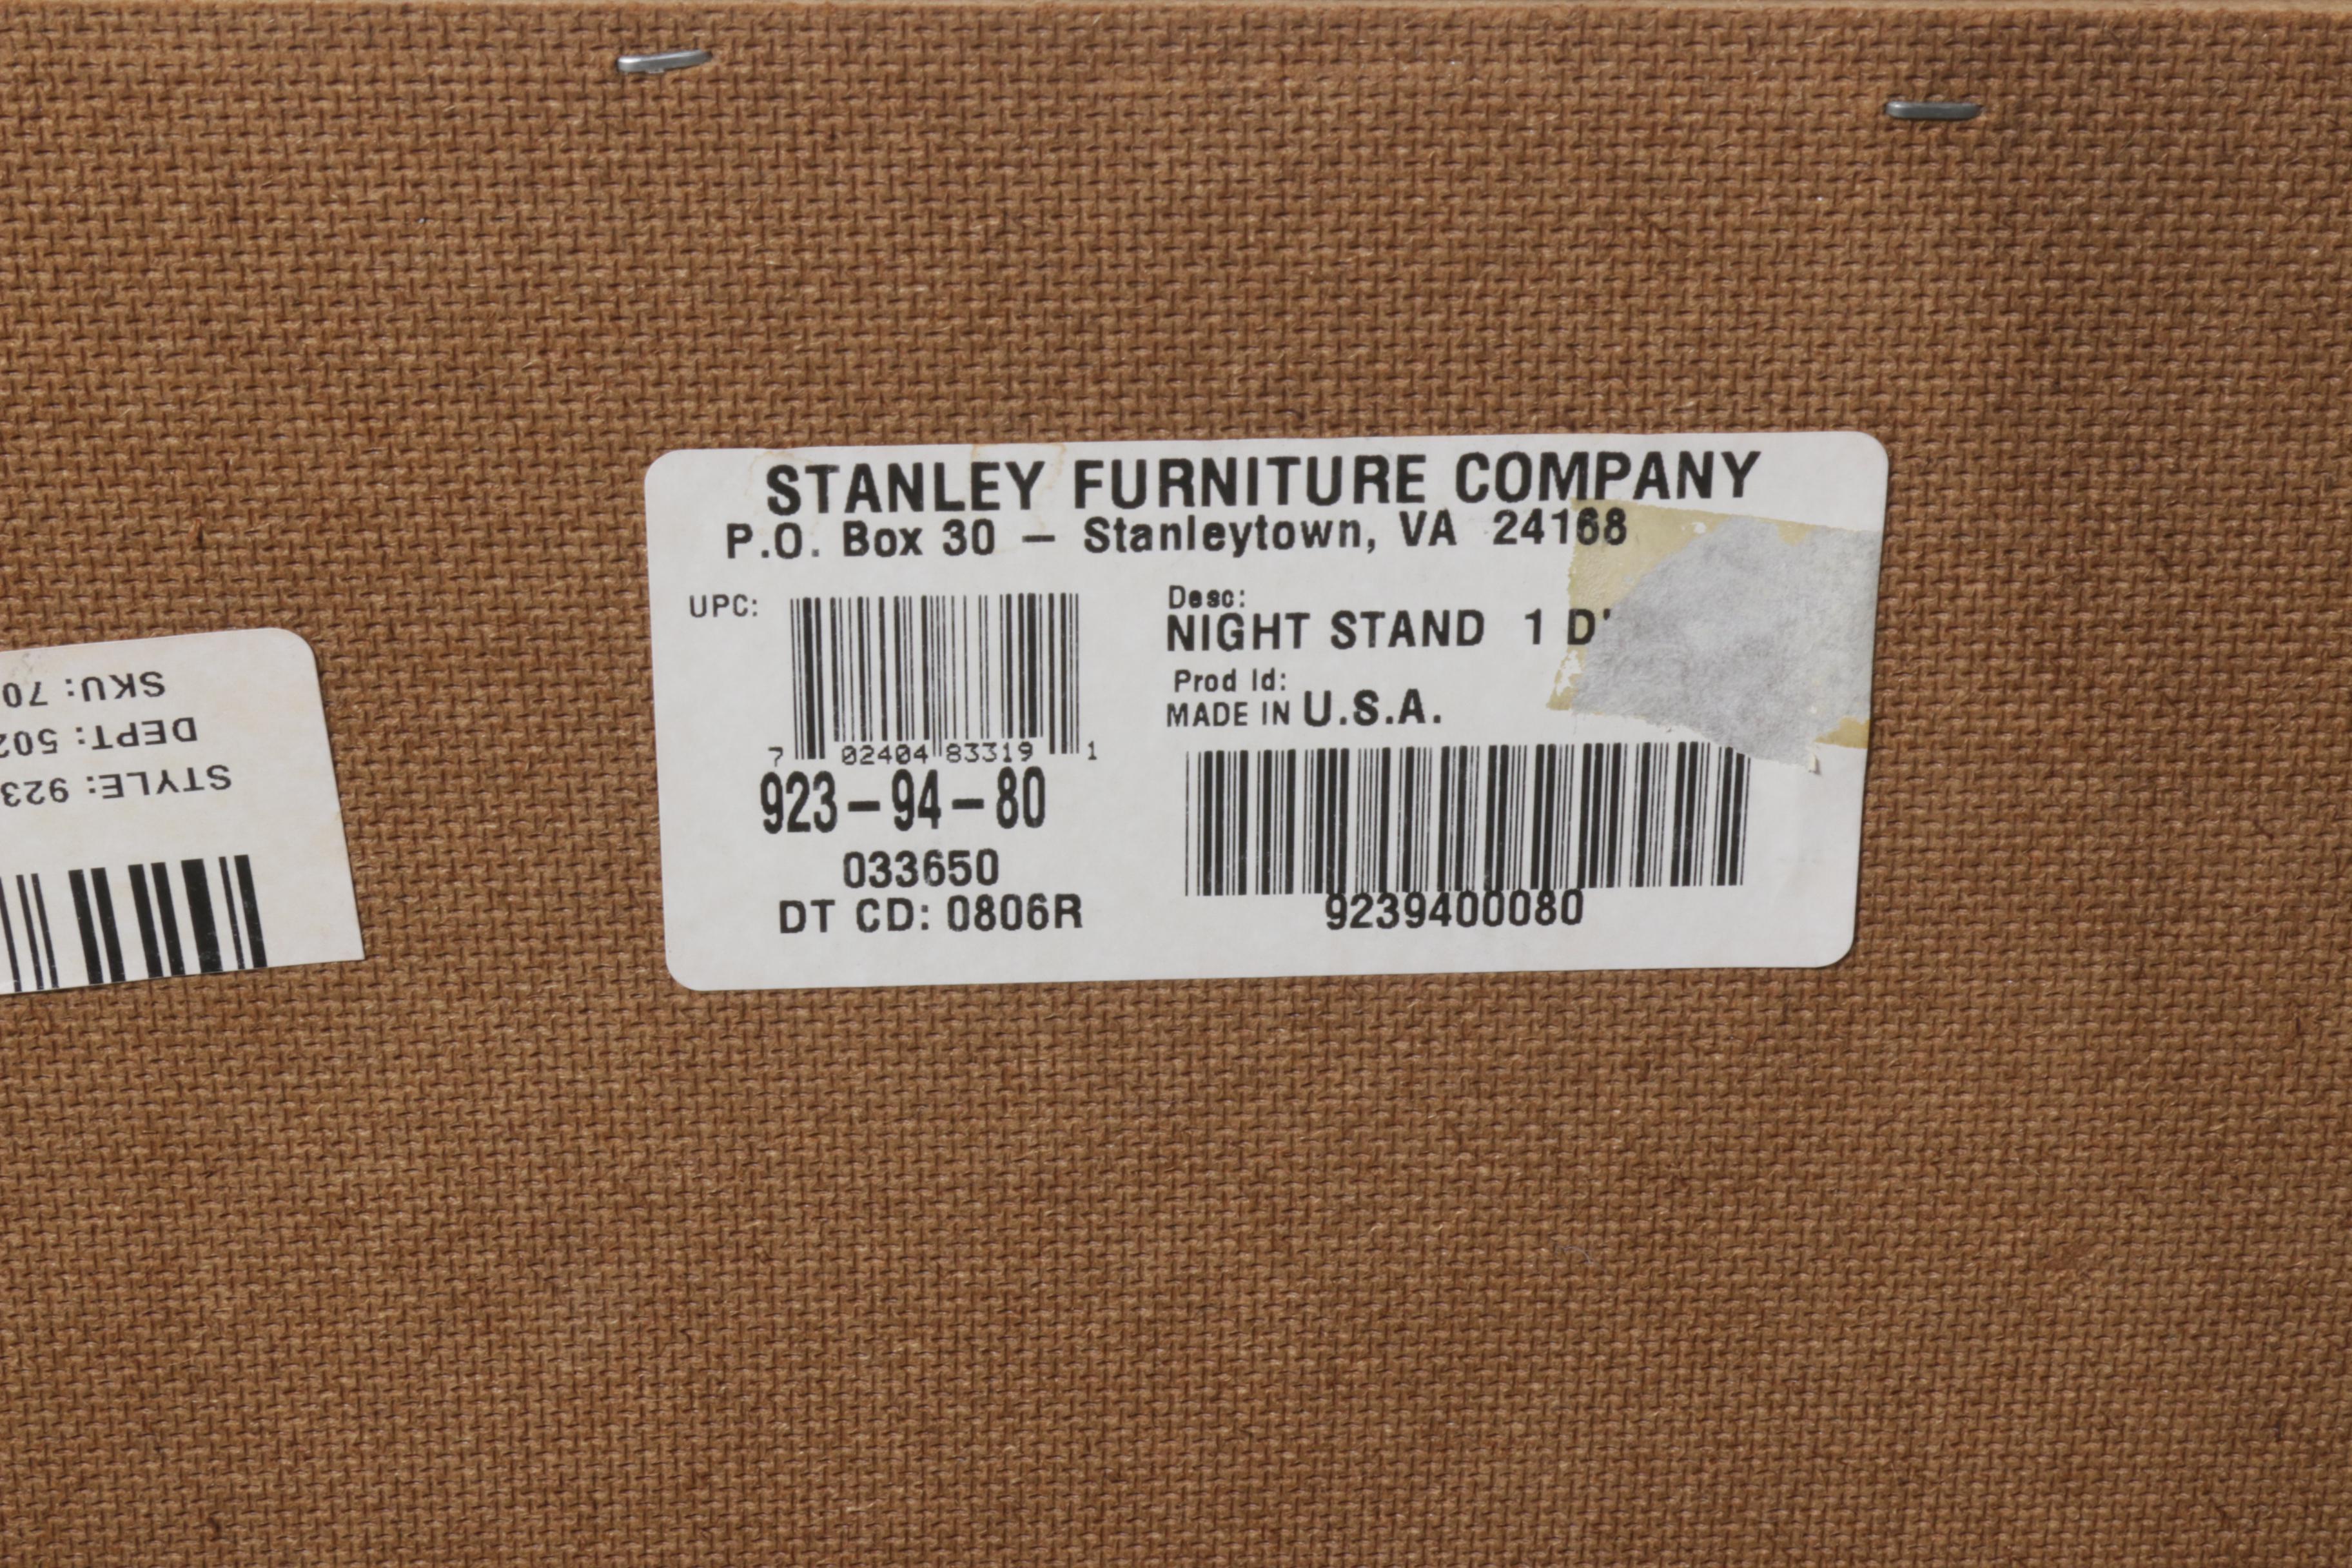 STANLEY FURNITURE COMPANY
P.O. Box 30 – Stanleytown, VA 24168
UPC:
7 02404 83319 1
923-94-80
033650
DT CD: 0806R
Desc:
NIGHT STAND 1 D
Prod Id:
MADE IN U.S.A.
9239400080
STYLE: 923
DEPT: 502
SKU: 70